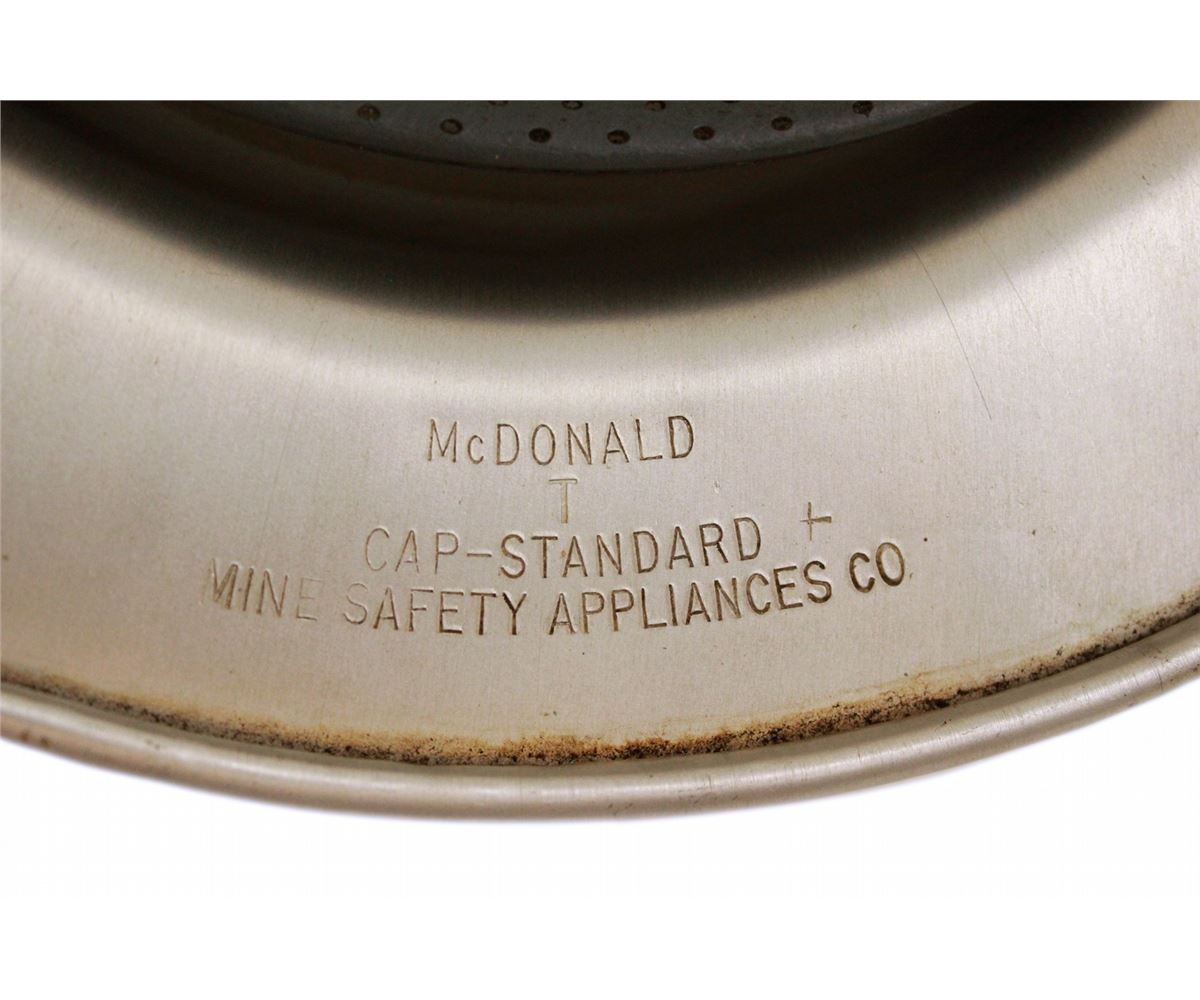 McDONALD
T
CAP-STANDARD +
MINE SAFETY APPLIANCES CO